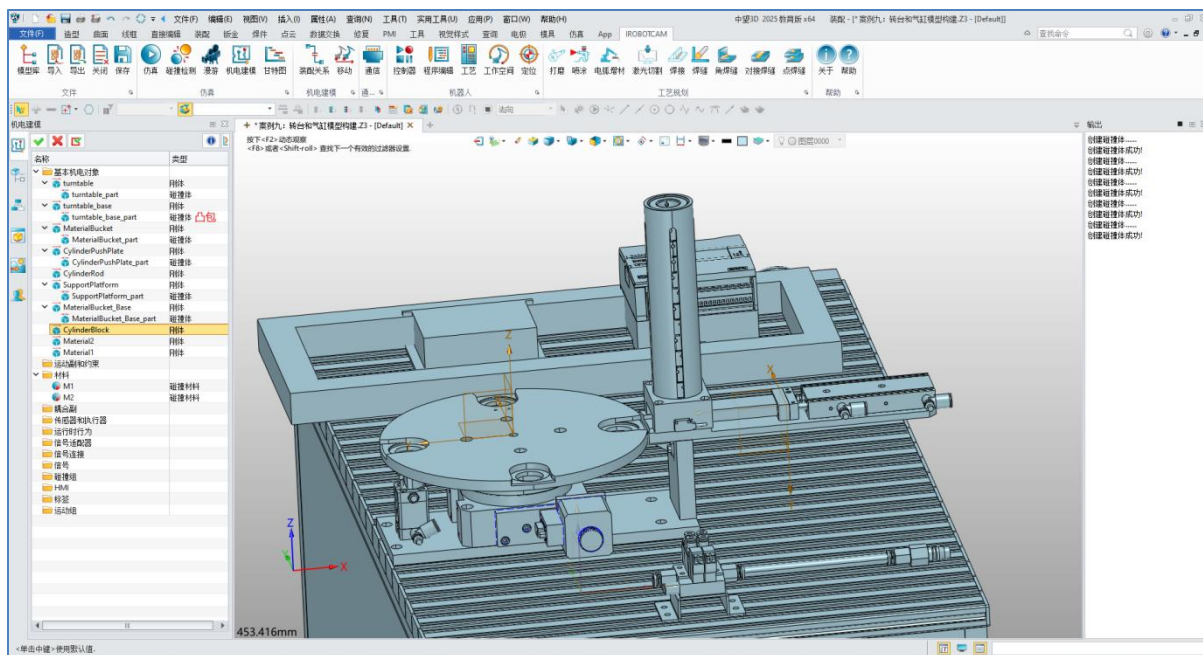 文件(F) 编辑(E) 视图(V) 插入(I) 属性(A) 查询(N) 工具(T) 实用工具(U) 应用(P) 窗口(W) 帮助(H)
中望3D 2025 教育版 x64 装配 - [* 案例九：转台和气缸模型构建.Z3 - [Default]]
文件(F) 造型 曲面 线框 直接编辑 装配 钣金 焊件 点云 数据交换 修复 PMI 工具 视觉样式 查询 电极 模具 仿真 App IROBOTCAM
查找命令
模型库 导入 导出 关闭 保存 仿真 碰撞检测 漫游 机电建模 甘特图 装配关系 移动 通信 控制器 程序编辑 工艺 工作空间 定位 打磨 喷涂 电弧增材 激光切割 焊接 焊缝 角焊缝 对接焊缝 点焊缝 关于 帮助
文件 仿真 机电建模 通... 机器人 工艺规划 帮助
法向
机电建模
* 案例九：转台和气缸模型构建.Z3 - [Default]
输出
按下<F2>动态观察
<F8>或者<Shift-roll> 查找下一个有效的过滤器设置.
图层0000
名称 类型
基本机电对象
turntable 刚体
turntable_part 碰撞体
turntable_base 刚体
turntable_base_part 碰撞体 凸包
MaterialBucket 刚体
MaterialBucket_part 碰撞体
CylinderPushPlate 刚体
CylinderPushPlate_part 碰撞体
CylinderRod 刚体
SupportPlatform 刚体
SupportPlatform_part 碰撞体
MaterialBucket_Base 刚体
MaterialBucket_Base_part 碰撞体
CylinderBlock 刚体
Material2 刚体
Material1 刚体
运动副和约束
材料
M1 碰撞材料
M2 碰撞材料
耦合副
传感器和执行器
运行时行为
信号适配器
信号连接
信号
碰撞组
HMI
标签
运动组
创建碰撞体......
创建碰撞体成功!
创建碰撞体......
创建碰撞体成功!
创建碰撞体......
创建碰撞体成功!
创建碰撞体......
创建碰撞体成功!
创建碰撞体......
创建碰撞体成功!
Z
X
Z
X
453.416mm
<单击中键>使用默认值.